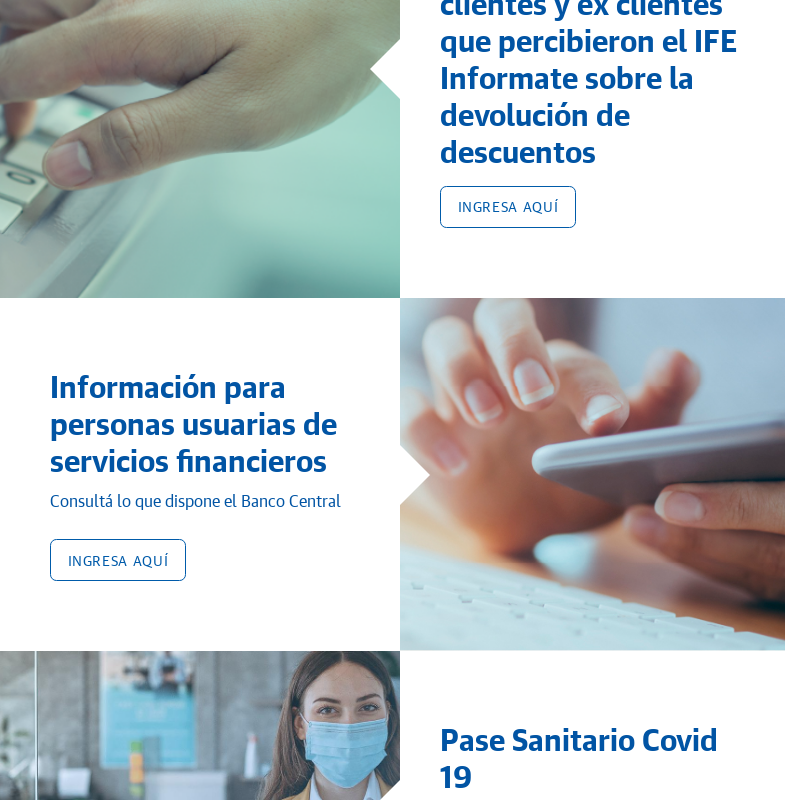 clientes y ex clientes
que percibieron el IFE
Informate sobre la
devolución de
descuentos
INGRESA AQUÍ
Información para
personas usuarias de
servicios financieros
Consultá lo que dispone el Banco Central
INGRESA AQUÍ
Pase Sanitario Covid
19